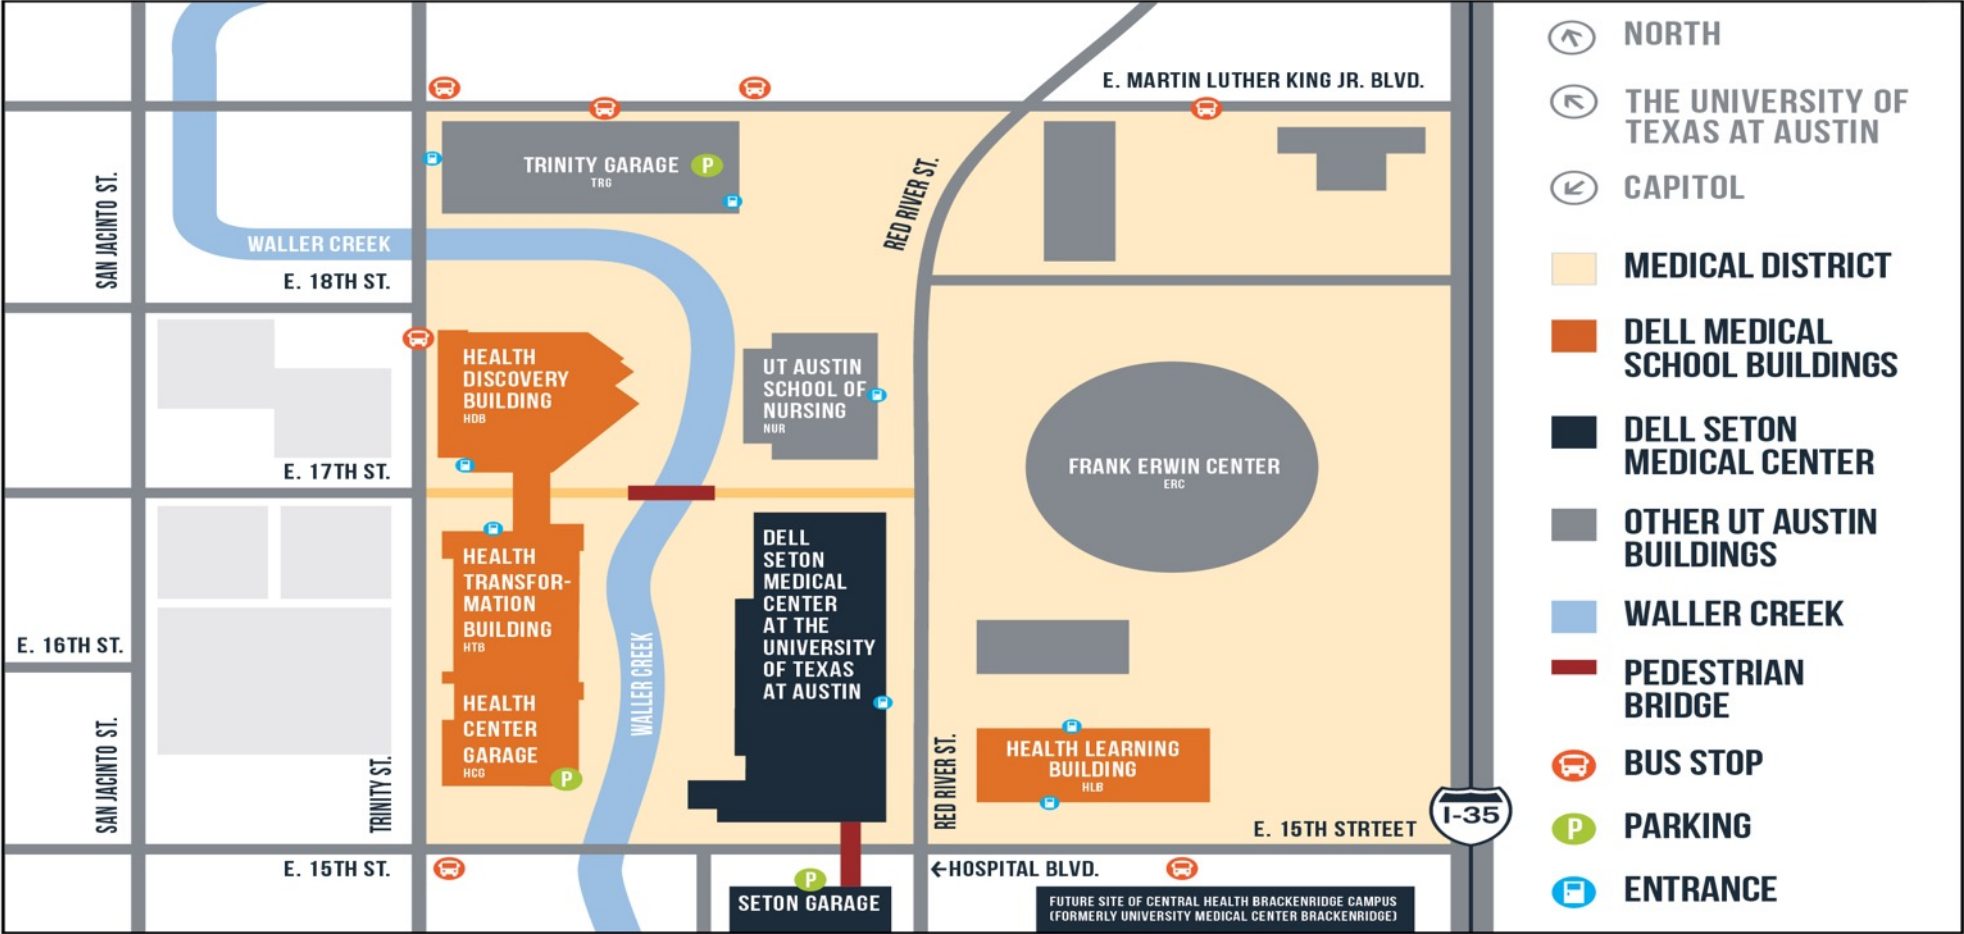 E. MARTIN LUTHER KING JR. BLVD.
TRINITY GARAGE
P
TRG
SAN JACINTO ST.
RED RIVER ST.
WALLER CREEK
E. 18TH ST.
HEALTH
DISCOVERY
BUILDING
HDB
UT AUSTIN
SCHOOL OF
NURSING
NUR
E. 17TH ST.
FRANK ERWIN CENTER
ERC
HEALTH
TRANSFOR-
MATION
BUILDING
HTB
DELL
SETON
MEDICAL
CENTER
AT THE
UNIVERSITY
OF TEXAS
AT AUSTIN
E. 16TH ST.
WALLER CREEK
HEALTH
CENTER
GARAGE
HCG
P
SAN JACINTO ST.
TRINITY ST.
RED RIVER ST.
HEALTH LEARNING
BUILDING
HLB
E. 15TH STRTEET
I-35
E. 15TH ST.
P
SETON GARAGE
←HOSPITAL BLVD.
FUTURE SITE OF CENTRAL HEALTH BRACKENRIDGE CAMPUS
(FORMERLY UNIVERSITY MEDICAL CENTER BRACKENRIDGE)
NORTH
THE UNIVERSITY OF
TEXAS AT AUSTIN
CAPITOL
MEDICAL DISTRICT
DELL MEDICAL
SCHOOL BUILDINGS
DELL SETON
MEDICAL CENTER
OTHER UT AUSTIN
BUILDINGS
WALLER CREEK
PEDESTRIAN
BRIDGE
BUS STOP
P PARKING
ENTRANCE